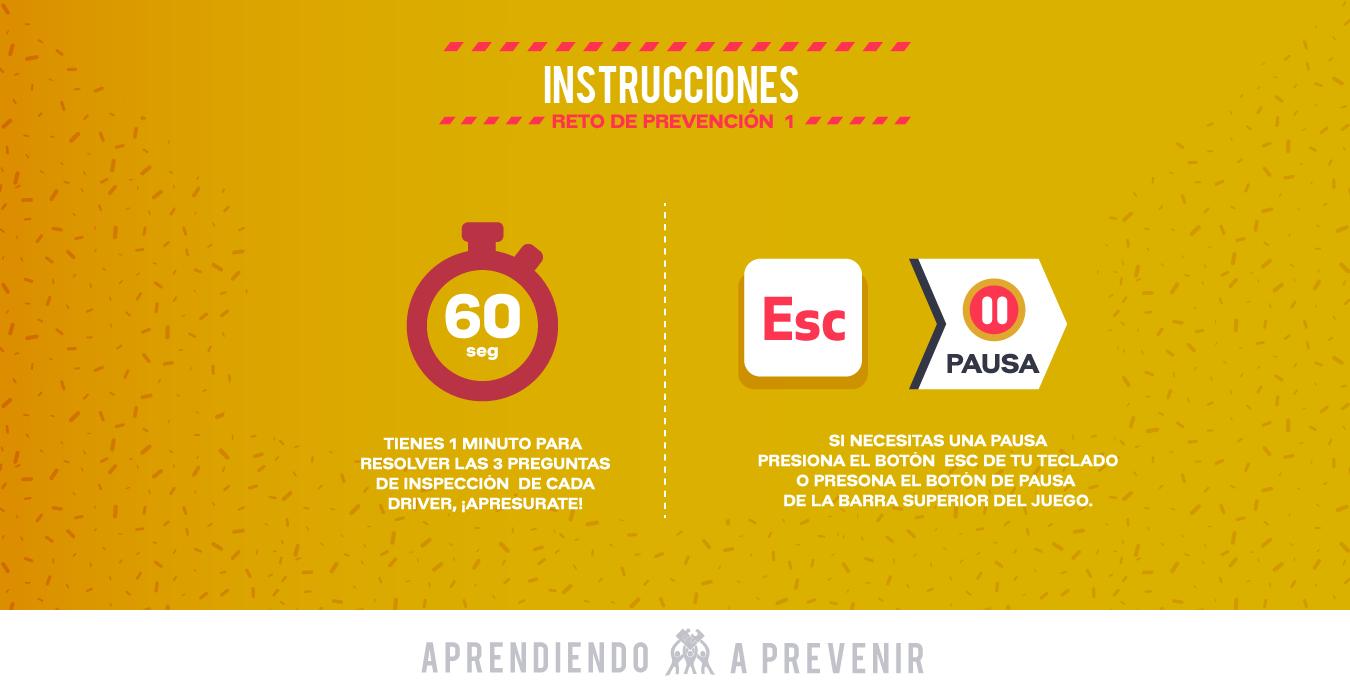 INSTRUCCIONES
RETO DE PREVENCIÓN 1
60
seg
TIENES 1 MINUTO PARA
RESOLVER LAS 3 PREGUNTAS
DE INSPECCIÓN DE CADA
DRIVER, ¡APRESURATE!
Esc
PAUSA
SI NECESITAS UNA PAUSA
PRESIONA EL BOTÓN ESC DE TU TECLADO
O PRESONA EL BOTÓN DE PAUSA
DE LA BARRA SUPERIOR DEL JUEGO.
APRENDIENDO A PREVENIR